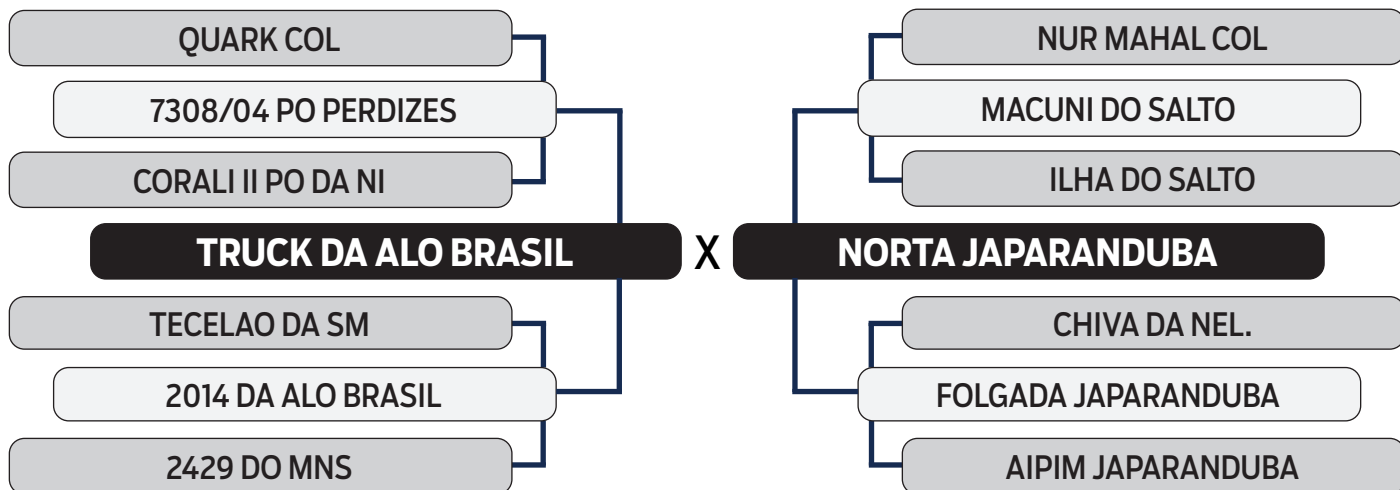 QUARK COL
7308/04 PO PERDIZES
CORALI II PO DA NI
TRUCK DA ALO BRASIL
TECELAO DA SM
2014 DA ALO BRASIL
2429 DO MNS
X
NUR MAHAL COL
MACUNI DO SALTO
ILHA DO SALTO
NORTA JAPARANDUBA
CHIVA DA NEL.
FOLGADA JAPARANDUBA
AIPIM JAPARANDUBA